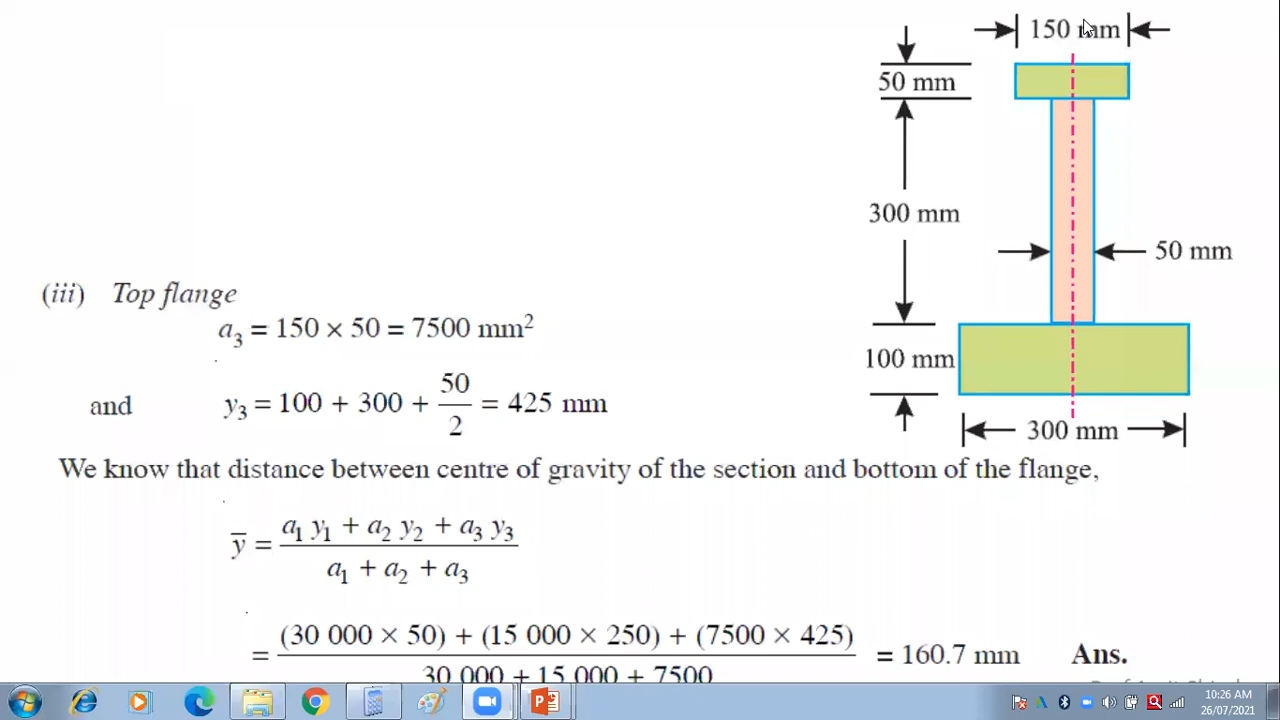 150 mm
50 mm
300 mm
50 mm
(iii) Top flange
a₃ = 150 × 50 = 7500 mm²
100 mm
and y₃ = 100 + 300 + 50/2 = 425 mm
300 mm
We know that distance between centre of gravity of the section and bottom of the flange,
ȳ = (a₁ y₁ + a₂ y₂ + a₃ y₃)/(a₁ + a₂ + a₃)
= ((30 000 × 50) + (15 000 × 250) + (7500 × 425))/(30 000 + 15 000 + 7500) = 160.7 mm Ans.
10:26 AM
26/07/2021